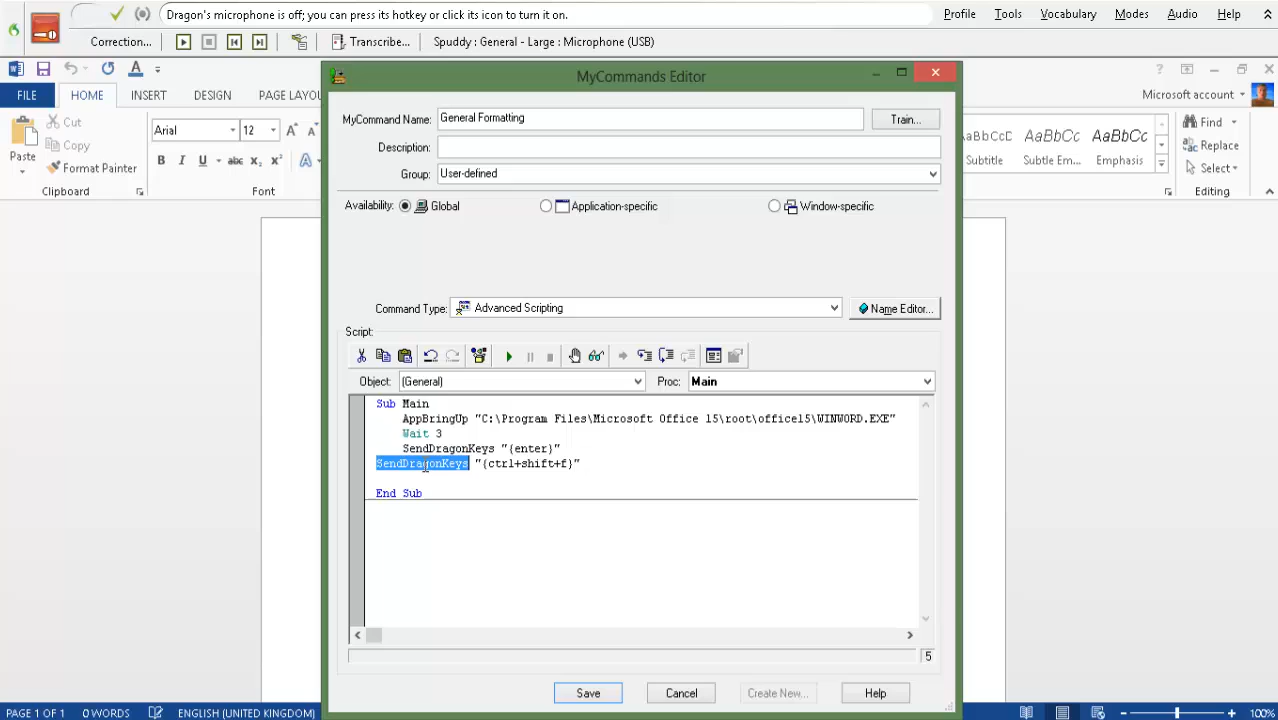 Dragon's microphone is off; you can press its hotkey or click its icon to turn it on.
Profile Tools Vocabulary Modes Audio Help
Correction... Transcribe... Spuddy : General - Large : Microphone (USB)
MyCommands Editor
FILE HOME INSERT DESIGN PAGE LAYOU
Microsoft account
Paste
Cut
Copy
Format Painter
Clipboard
Arial 12
B I U abc x₂ x²
Font
MyCommand Name: General Formatting Train...
Description:
Group: User-defined
Availability: Global Application-specific Window-specific
AaBbCcD AaBbCc AaBbCc
Subtitle Subtle Em... Emphasis
Find
Replace
Select
Editing
Command Type: Advanced Scripting Name Editor...
Script:
Object: (General) Proc: Main
Sub Main
AppBringUp "C:\Program Files\Microsoft Office 15\root\office15\WINWORD.EXE"
Wait 3
SendDragonKeys "{enter}"
SendDragonKeys "{ctrl+shift+f}"
End Sub
5
Save Cancel Create New... Help
PAGE 1 OF 1 0 WORDS ENGLISH (UNITED KINGDOM) 100%